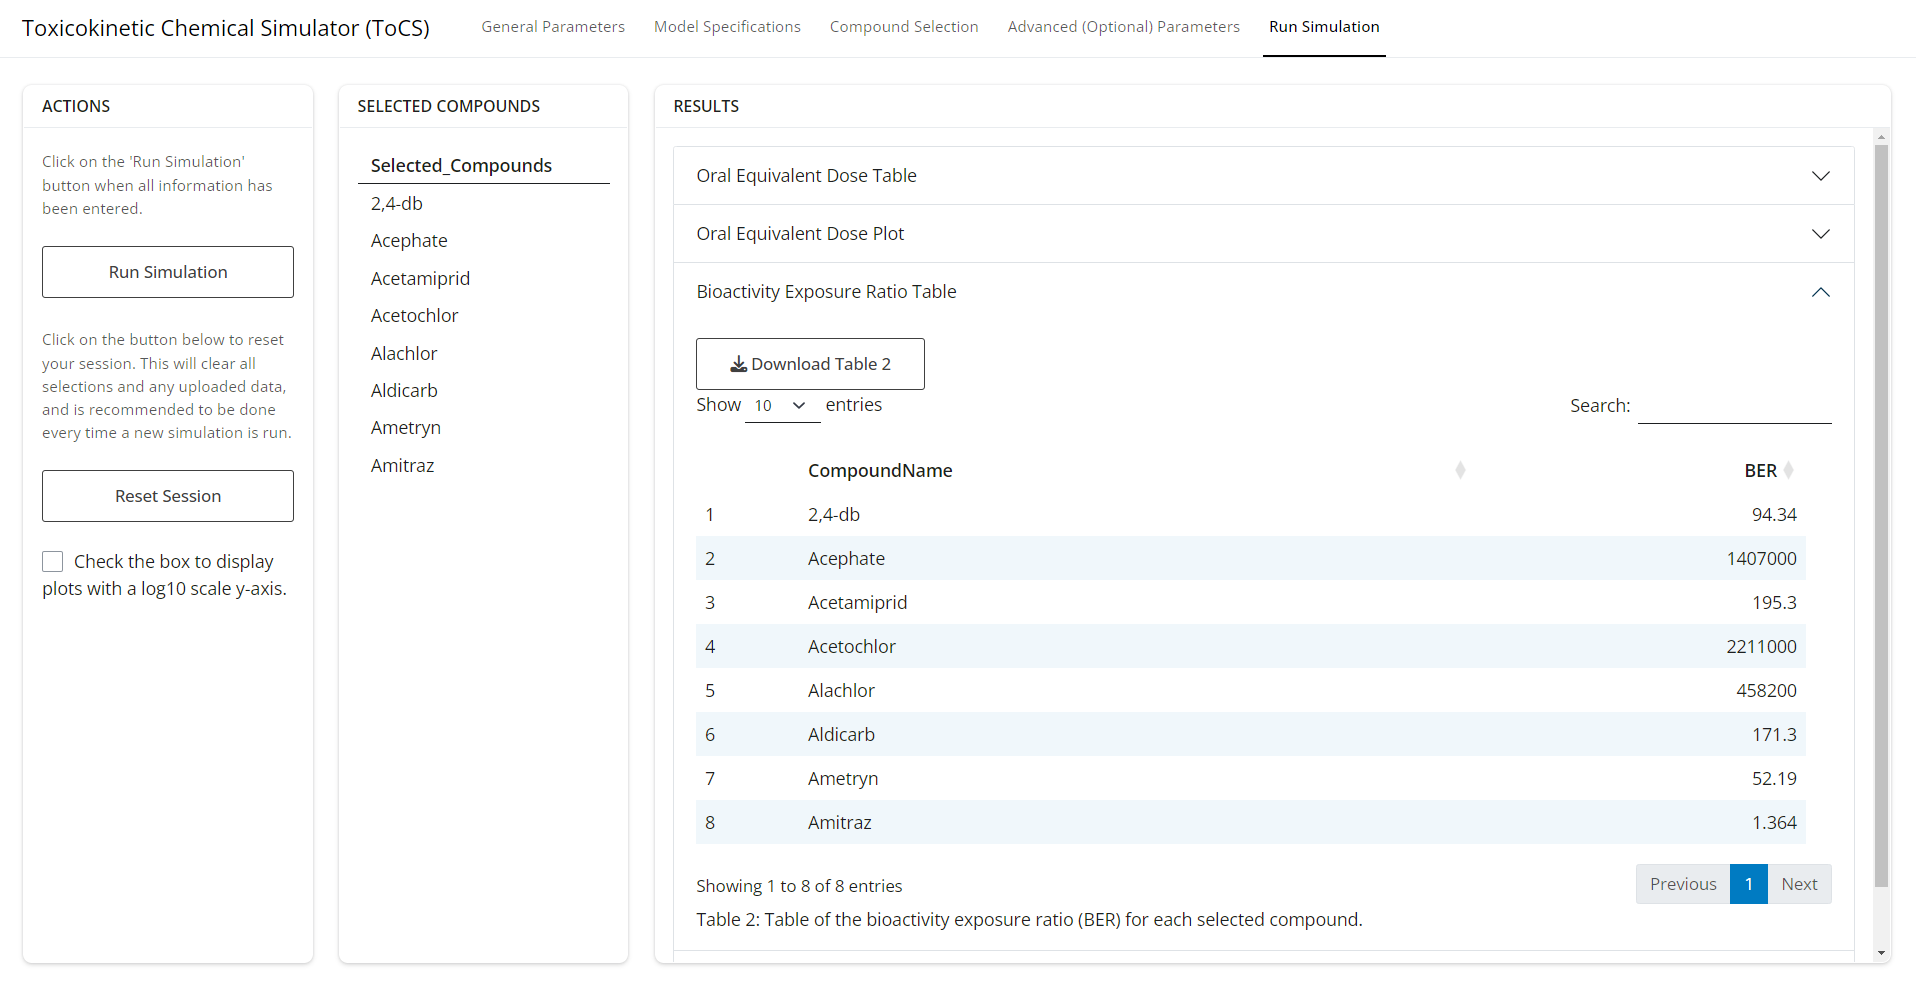 Toxicokinetic Chemical Simulator (ToCS)
General Parameters
Model Specifications
Compound Selection
Advanced (Optional) Parameters
Run Simulation
ACTIONS
Click on the 'Run Simulation'
button when all information has
been entered.
Run Simulation
Click on the button below to reset
your session. This will clear all
selections and any uploaded data,
and is recommended to be done
every time a new simulation is run.
Reset Session
Check the box to display
plots with a log10 scale y-axis.
SELECTED COMPOUNDS
Selected_Compounds
2,4-db
Acephate
Acetamiprid
Acetochlor
Alachlor
Aldicarb
Ametryn
Amitraz
RESULTS
Oral Equivalent Dose Table
Oral Equivalent Dose Plot
Bioactivity Exposure Ratio Table
Download Table 2
Show 10 entries
Search:
CompoundName BER
1 2,4-db 94.34
2 Acephate 1407000
3 Acetamiprid 195.3
4 Acetochlor 2211000
5 Alachlor 458200
6 Aldicarb 171.3
7 Ametryn 52.19
8 Amitraz 1.364
Showing 1 to 8 of 8 entries
Previous 1 Next
Table 2: Table of the bioactivity exposure ratio (BER) for each selected compound.